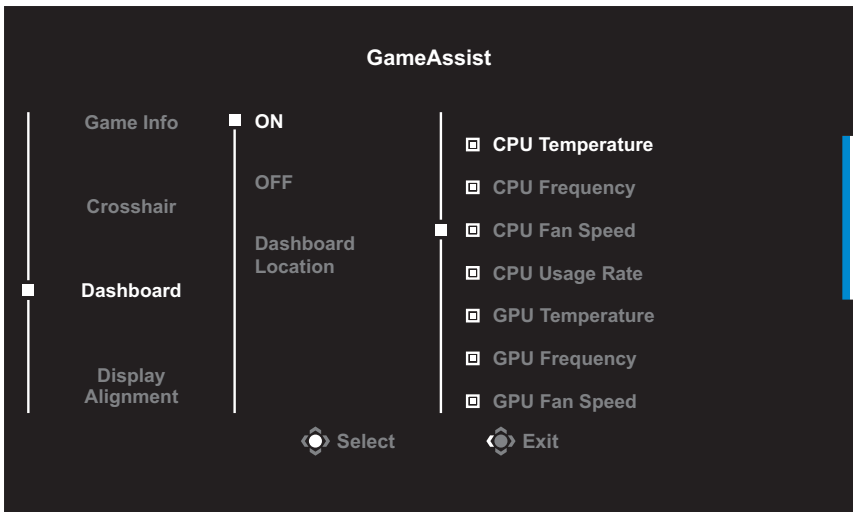 GameAssist
Game Info
Crosshair
Dashboard
Display
Alignment
ON
OFF
Dashboard
Location
CPU Temperature
CPU Frequency
CPU Fan Speed
CPU Usage Rate
GPU Temperature
GPU Frequency
GPU Fan Speed
Select
Exit